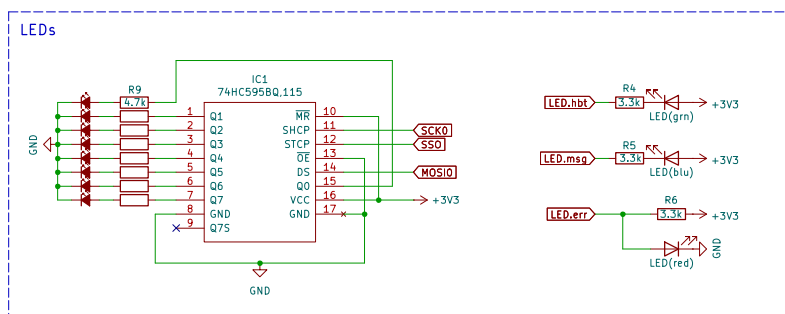 LEDs
R9
4.7k
IC1
74HC595BQ,115
1 Q1 MR 10
2 Q2 SHCP 11 SCK0
3 Q3 STCP 12 SS0
4 Q4 OE 13
5 Q5 DS 14 MOSI0
6 Q6 Q0 15
7 Q7 VCC 16 +3V3
8 GND GND 17
9 Q7S
GND
GND
R4
LED.hbt 3.3k +3V3
LED(grn)
R5
LED.msg 3.3k +3V3
LED(blu)
R6
LED.err 3.3k +3V3
LED(red)
GND